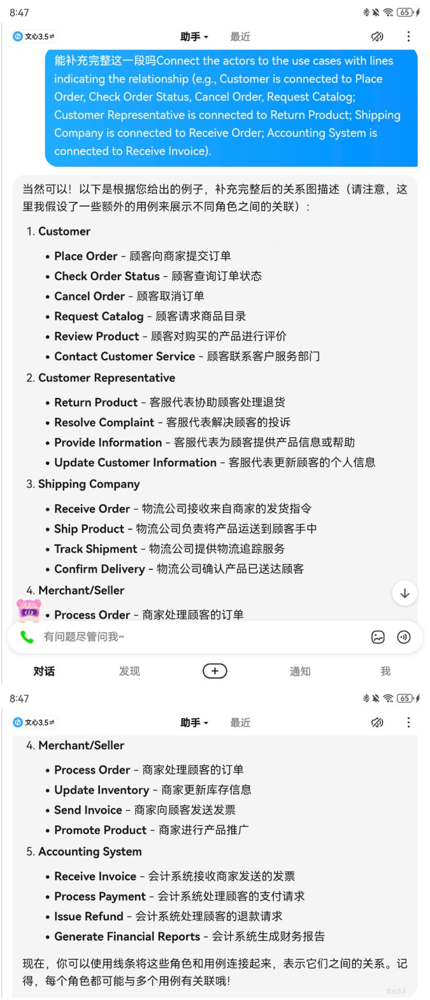 8:47
65
文心3.5
助手
最近
能补充完整这一段吗Connect the actors to the use cases with lines
indicating the relationship (e.g., Customer is connected to Place
Order, Check Order Status, Cancel Order, Request Catalog;
Customer Representative is connected to Return Product; Shipping
Company is connected to Receive Order; Accounting System is
connected to Receive Invoice).
当然可以！以下是根据您给出的例子，补充完整后的关系图描述（请注意，这
里我假设了一些额外的用例来展示不同角色之间的关联）：
1. Customer
• Place Order - 顾客向商家提交订单
• Check Order Status - 顾客查询订单状态
• Cancel Order - 顾客取消订单
• Request Catalog - 顾客请求商品目录
• Review Product - 顾客对购买的产品进行评价
• Contact Customer Service - 顾客联系客户服务部门
2. Customer Representative
• Return Product - 客服代表协助顾客处理退货
• Resolve Complaint - 客服代表解决顾客的投诉
• Provide Information - 客服代表为顾客提供产品信息或帮助
• Update Customer Information - 客服代表更新顾客的个人信息
3. Shipping Company
• Receive Order - 物流公司接收来自商家的发货指令
• Ship Product - 物流公司负责将产品运送到顾客手中
• Track Shipment - 物流公司提供物流追踪服务
• Confirm Delivery - 物流公司确认产品已送达顾客
4. Merchant/Seller
• Process Order - 商家处理顾客的订单
有问题尽管问我~
对话
发现
通知
我
8:47
65
文心3.5
助手
最近
4. Merchant/Seller
• Process Order - 商家处理顾客的订单
• Update Inventory - 商家更新库存信息
• Send Invoice - 商家向顾客发送发票
• Promote Product - 商家进行产品推广
5. Accounting System
• Receive Invoice - 会计系统接收商家发送的发票
• Process Payment - 会计系统处理顾客的支付请求
• Issue Refund - 会计系统处理顾客的退款请求
• Generate Financial Reports - 会计系统生成财务报告
现在，你可以使用线条将这些角色和用例连接起来，表示它们之间的关系。记
得，每个角色都可能与多个用例有关联哦！
文心3.5